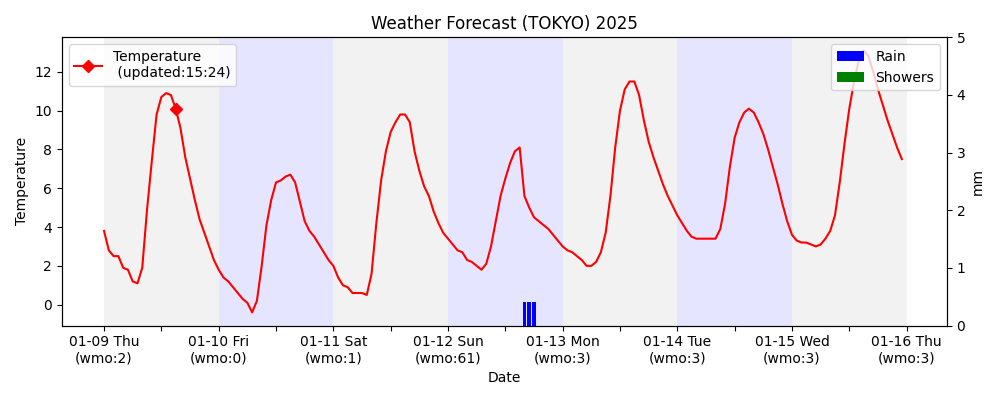 Weather Forecast (TOKYO) 2025
Temperature
(updated:15:24)
Rain
Showers
Temperature
12
10
8
6
4
2
0
5
4
3
2
1
0
mm
01-09 Thu
(wmo:2)
01-10 Fri
(wmo:0)
01-11 Sat
(wmo:1)
01-12 Sun
(wmo:61)
01-13 Mon
(wmo:3)
01-14 Tue
(wmo:3)
01-15 Wed
(wmo:3)
01-16 Thu
(wmo:3)
Date